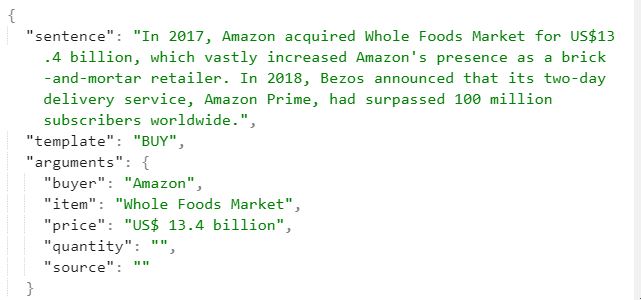 {
"sentence": "In 2017, Amazon acquired Whole Foods Market for US$13
.4 billion, which vastly increased Amazon's presence as a brick
-and-mortar retailer. In 2018, Bezos announced that its two-day
delivery service, Amazon Prime, had surpassed 100 million
subscribers worldwide.",
"template": "BUY",
"arguments": {
"buyer": "Amazon",
"item": "Whole Foods Market",
"price": "US$ 13.4 billion",
"quantity": "",
"source": ""
}